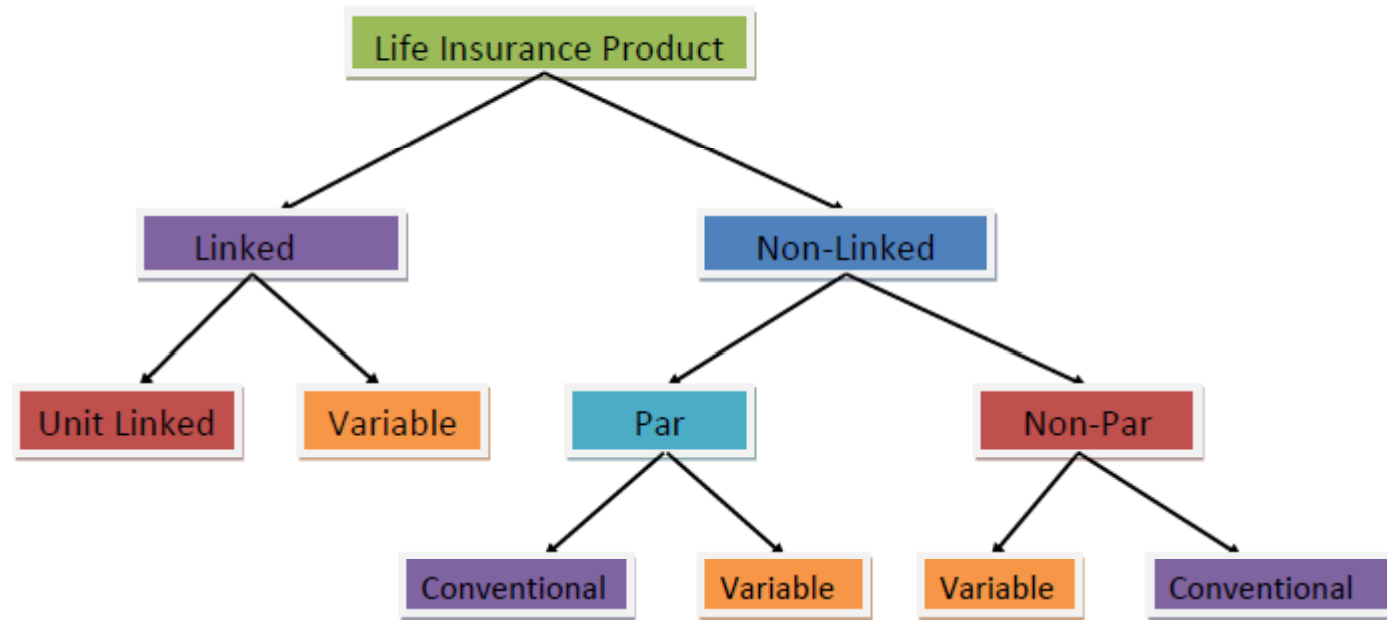 Life Insurance Product
Linked
Non-Linked
Unit Linked
Variable
Par
Non-Par
Conventional
Variable
Variable
Conventional